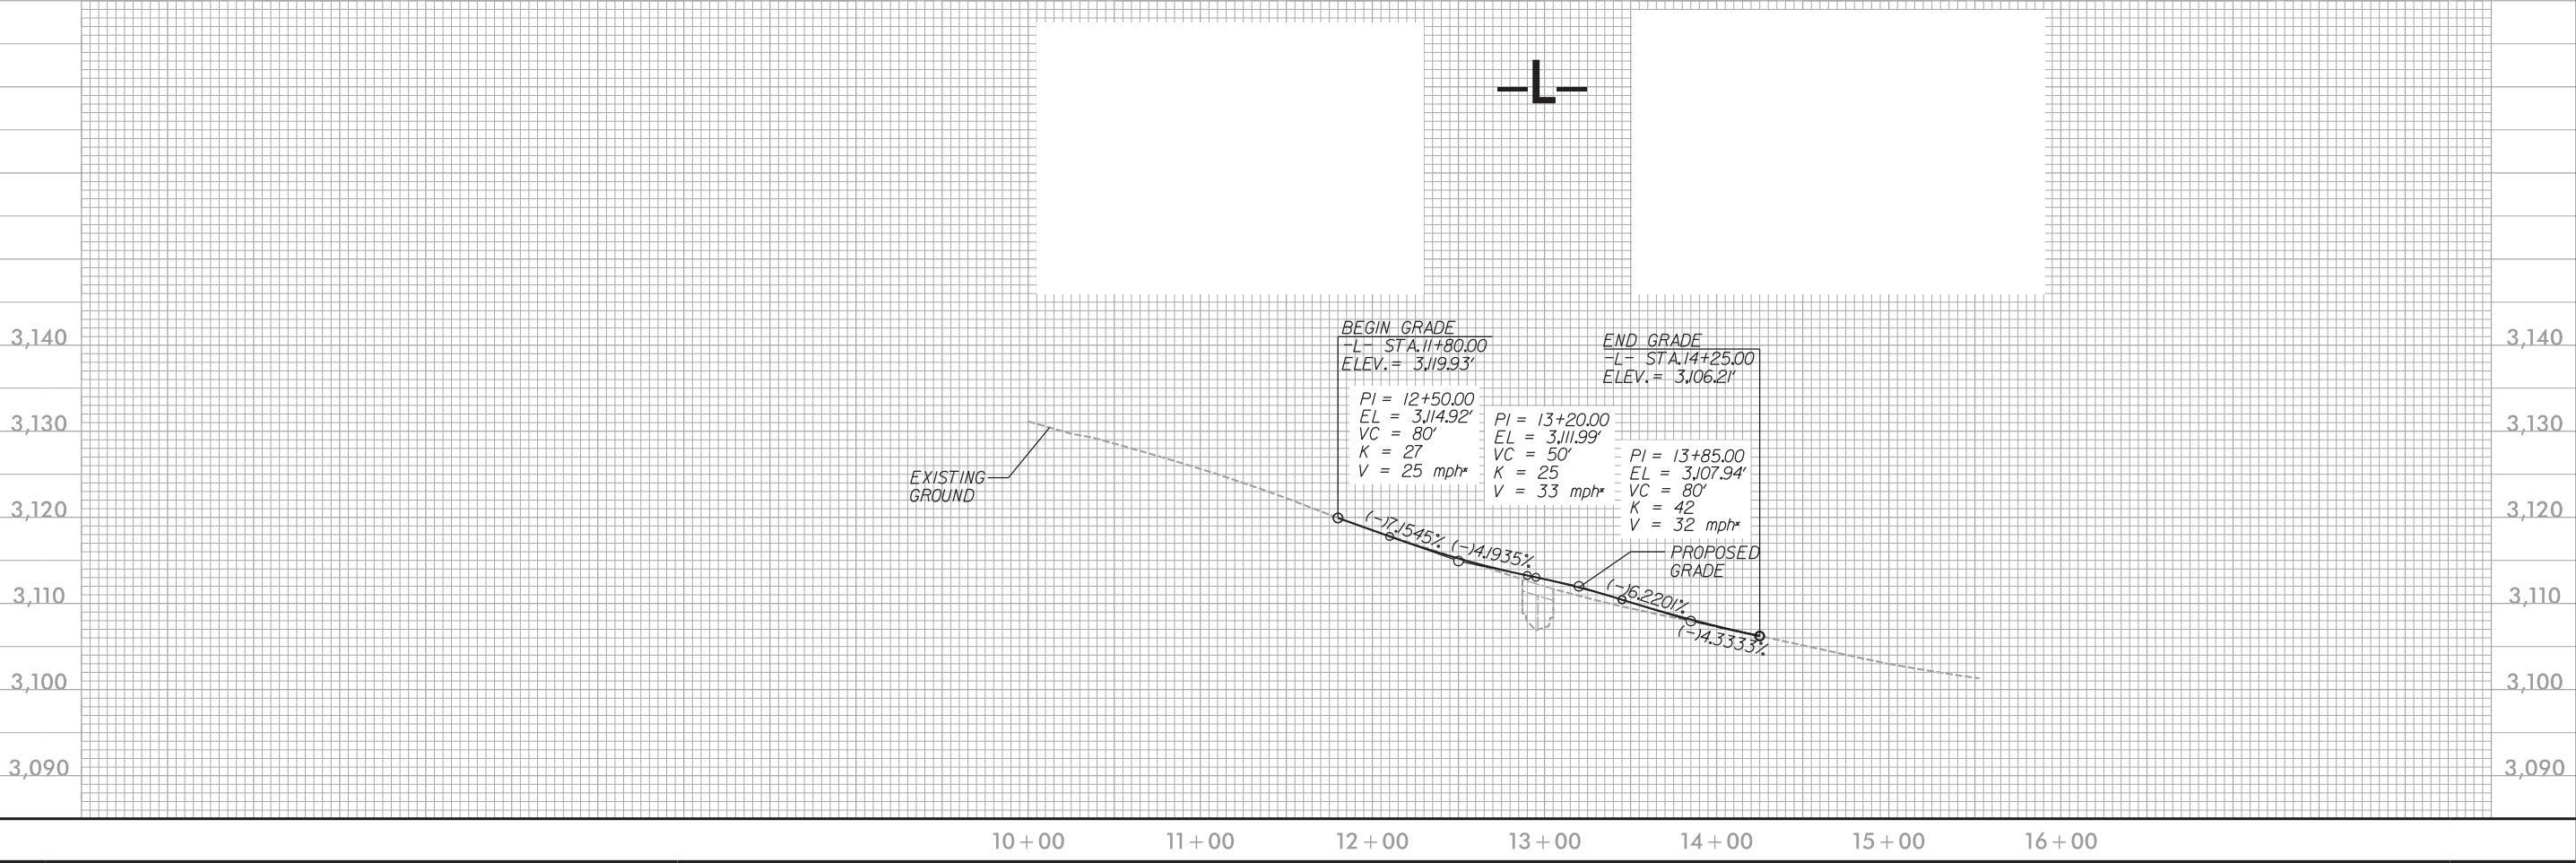 -L-
BEGIN GRADE
-L- STA.11+80.00
ELEV.= 3,119.93'
END GRADE
-L- STA.14+25.00
ELEV.= 3,106.21'
PI = 12+50.00
EL = 3,114.92'
VC = 80'
K = 27
V = 25 mph*
PI = 13+20.00
EL = 3,111.99'
VC = 50'
K = 25
V = 33 mph*
PI = 13+85.00
EL = 3,107.94'
VC = 80'
K = 42
V = 32 mph*
EXISTING
GROUND
(-)7.1545%
(-)4.1935%
PROPOSED
GRADE
(-)6.2201%
(-)4.3333%
3,140
3,130
3,120
3,110
3,100
3,090
3,140
3,130
3,120
3,110
3,100
3,090
10+00 11+00 12+00 13+00 14+00 15+00 16+00